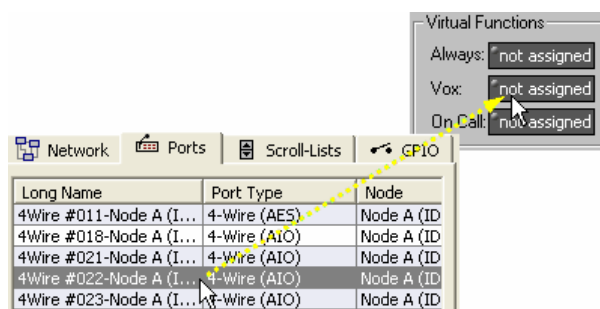 Virtual Functions
Always: not assigned
Vox: not assigned
On Call: not assigned
Network Ports Scroll-Lists GPIO
Long Name Port Type Node
4Wire #011-Node A (I... 4-Wire (AES) Node A (ID
4Wire #018-Node A (I... 4-Wire (AIO) Node A (ID
4Wire #021-Node A (I... 4-Wire (AIO) Node A (ID
4Wire #022-Node A (I... 4-Wire (AIO) Node A (ID
4Wire #023-Node A (I... 4-Wire (AIO) Node A (ID